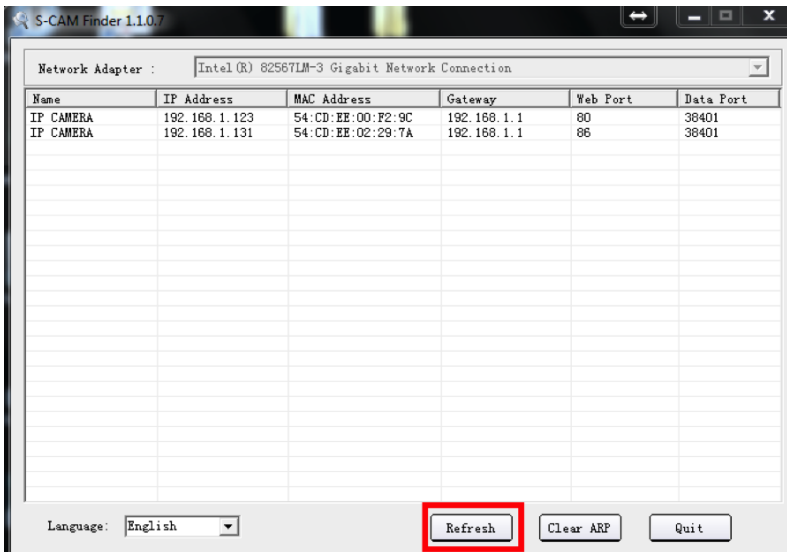 S-CAM Finder 1.1.0.7
Network Adapter : Intel(R) 82567LM-3 Gigabit Network Connection
Name IP Address MAC Address Gateway Web Port Data Port
IP CAMERA 192.168.1.123 54:CD:EE:00:F2:9C 192.168.1.1 80 38401
IP CAMERA 192.168.1.131 54:CD:EE:02:29:7A 192.168.1.1 86 38401
Language: English Refresh Clear ARP Quit